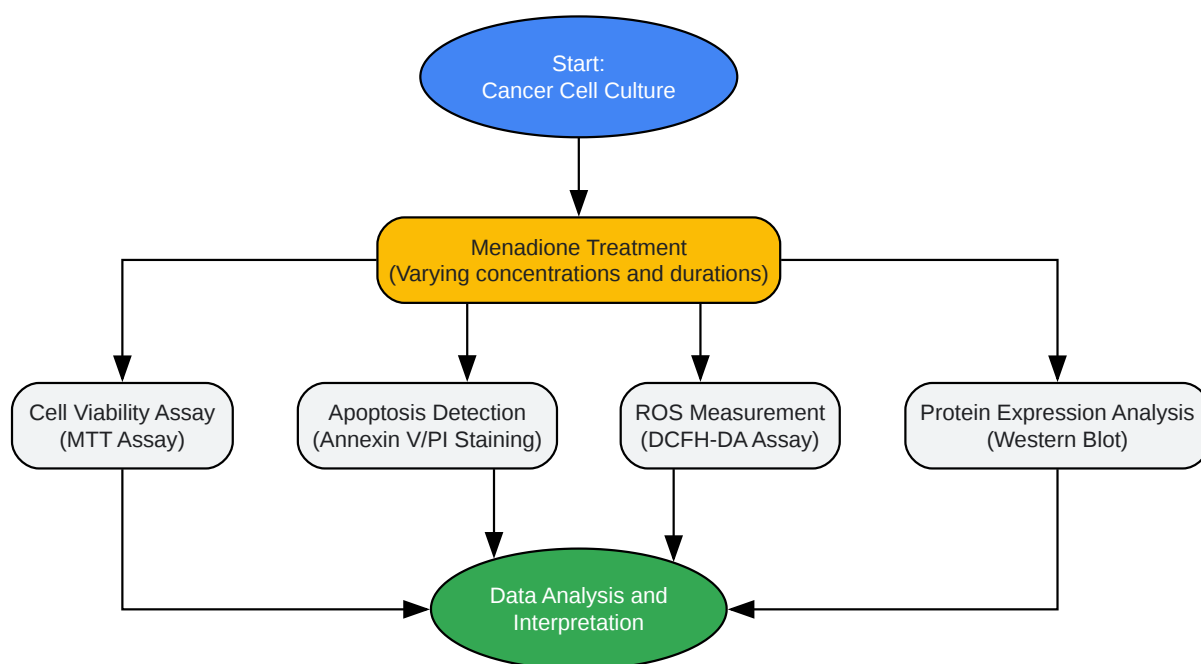 Start:
Cancer Cell Culture
Menadione Treatment
(Varying concentrations and durations)
Cell Viability Assay
(MTT Assay)
Apoptosis Detection
(Annexin V/PI Staining)
ROS Measurement
(DCFH-DA Assay)
Protein Expression Analysis
(Western Blot)
Data Analysis and
Interpretation